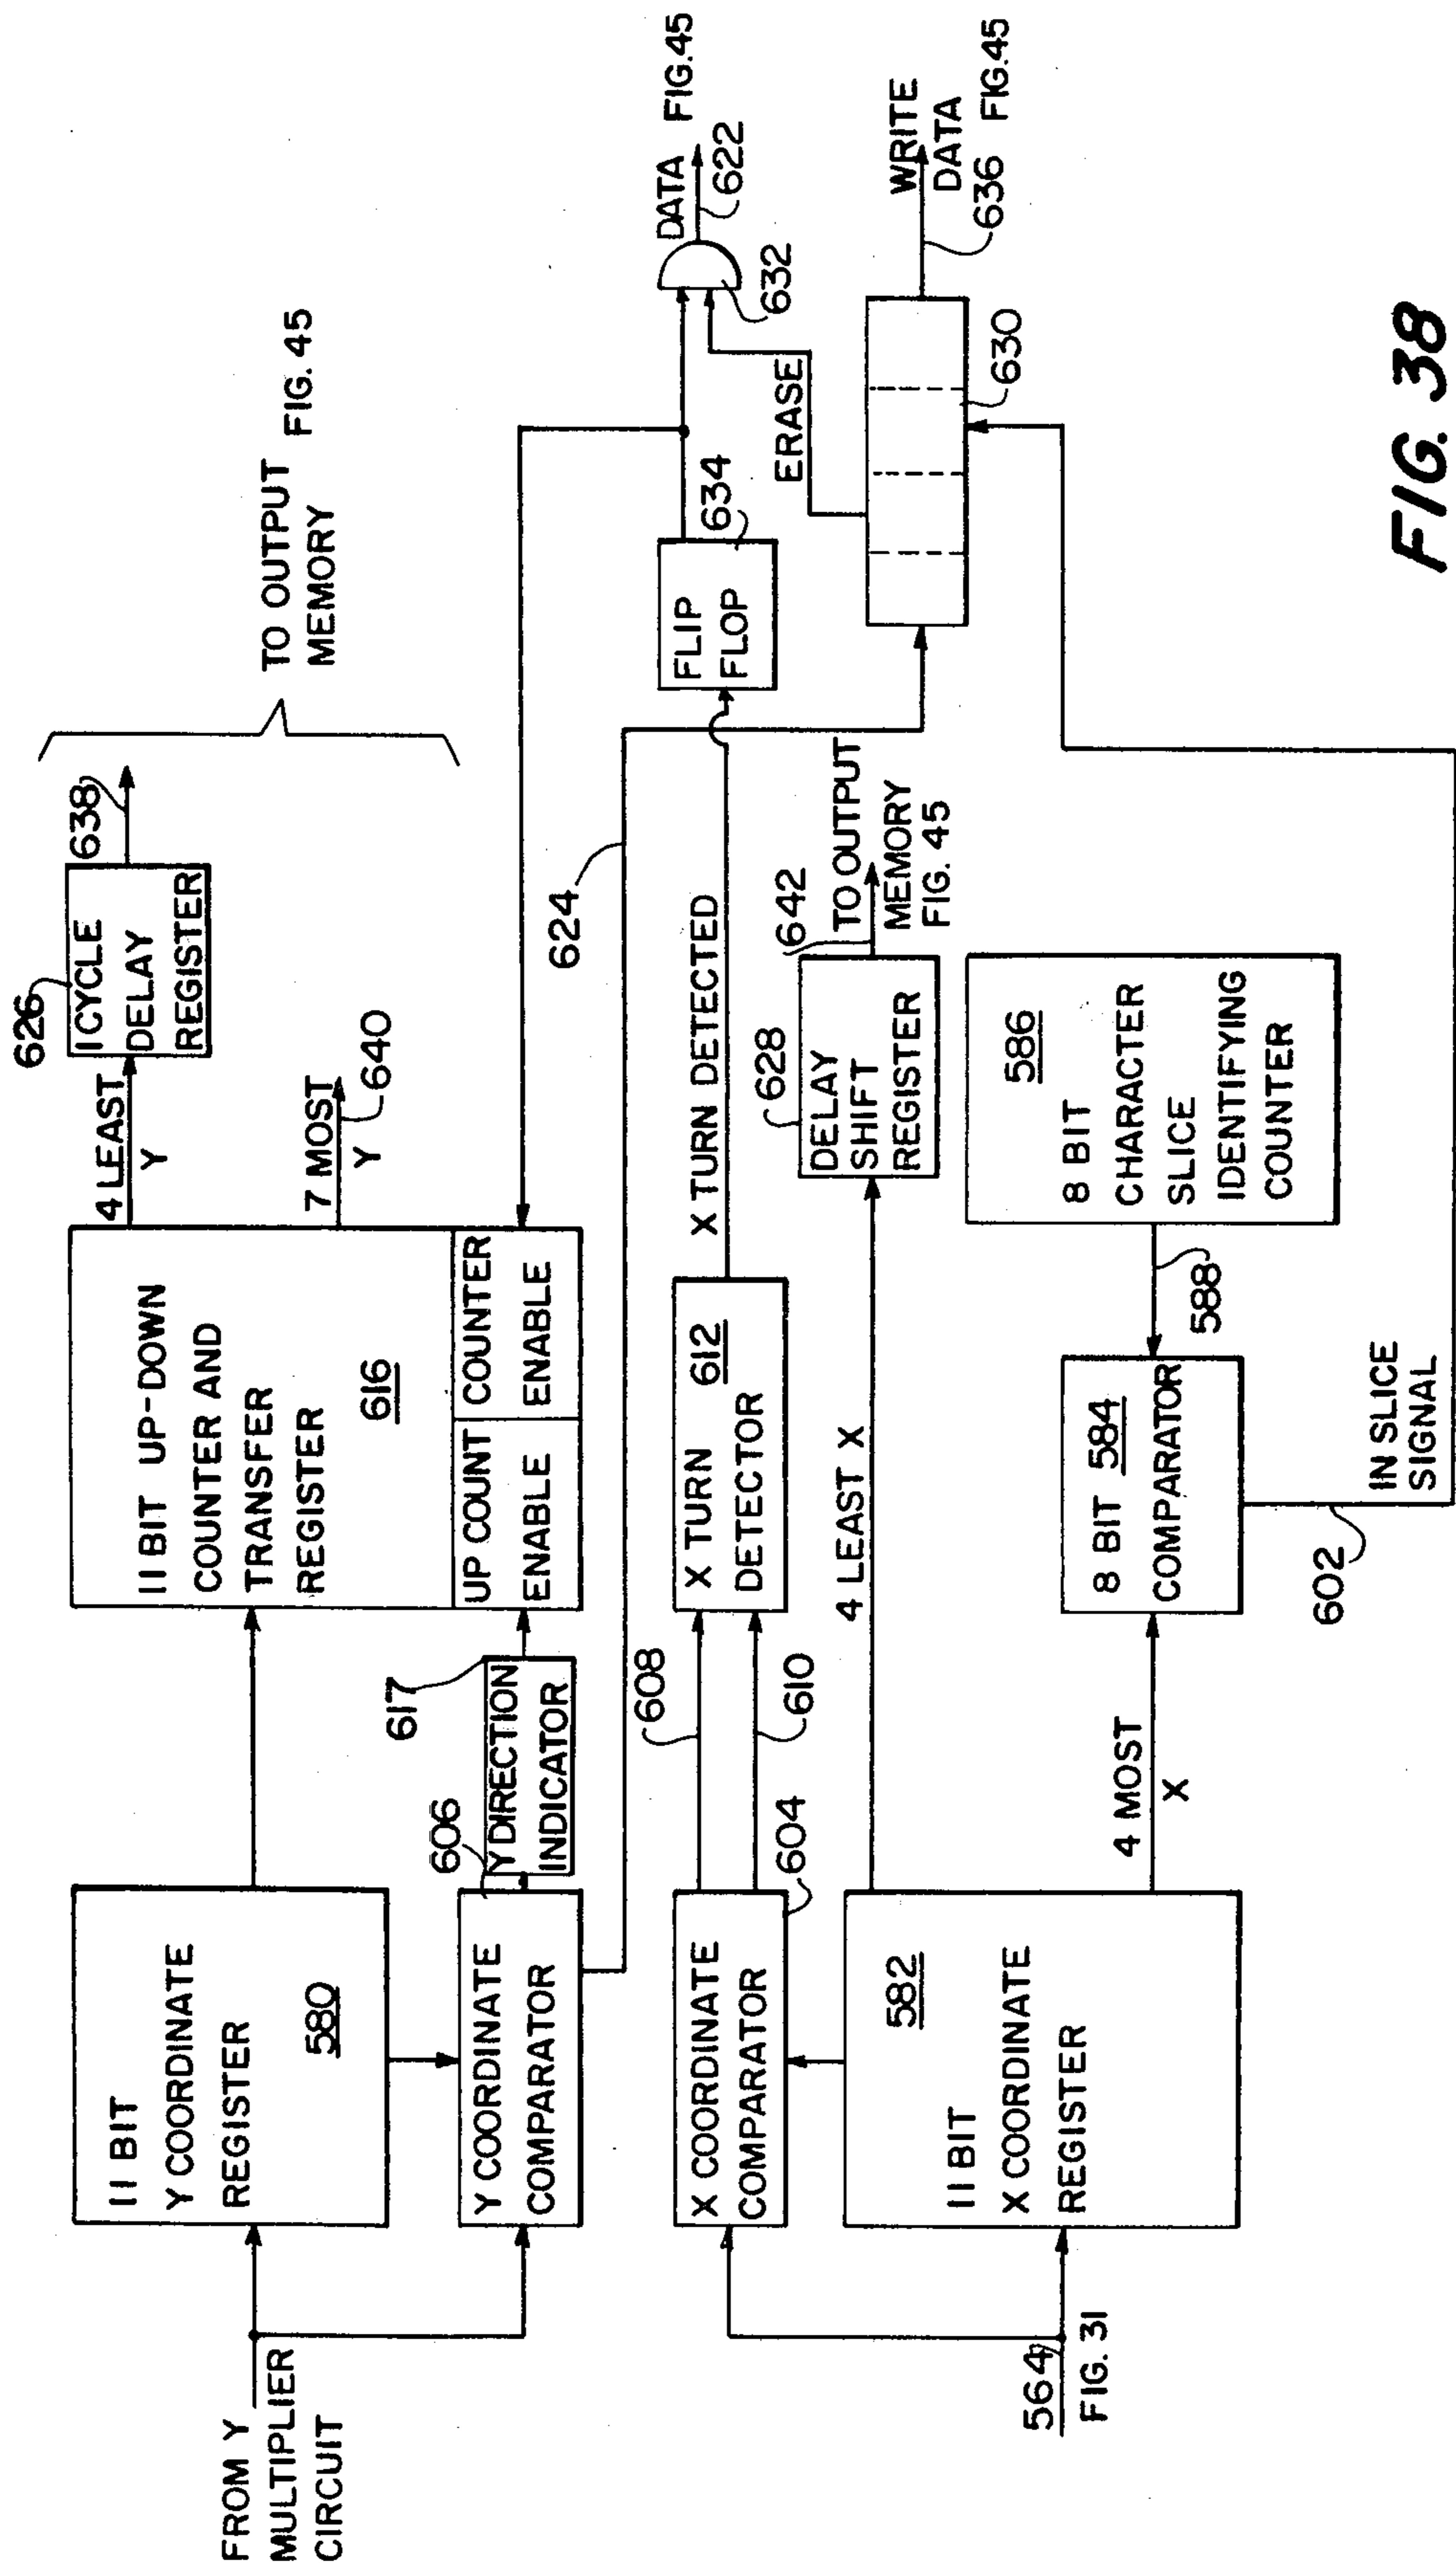 FROM Y
MULTIPLIER
CIRCUIT
11 BIT
Y COORDINATE
REGISTER
580
Y COORDINATE
COMPARATOR
606
Y DIRECTION
INDICATOR
617
11 BIT UP-DOWN
COUNTER AND
TRANSFER
REGISTER
616
UP COUNT
ENABLE
COUNTER
ENABLE
4 LEAST
Y
7 MOST
Y
640
626
1 CYCLE
DELAY
REGISTER
638
TO OUTPUT
MEMORY
FIG. 45
564
FIG. 31
X COORDINATE
COMPARATOR
604
608
610
X TURN
DETECTOR
612
X TURN DETECTED
624
FLIP
FLOP
634
ERASE
632
DATA
622
FIG.45
11 BIT
X COORDINATE
REGISTER
582
4 LEAST X
628
DELAY
SHIFT
REGISTER
642
TO OUTPUT
MEMORY
FIG. 45
630
WRITE
DATA
636
FIG.45
4 MOST
X
8 BIT
COMPARATOR
584
588
8 BIT
CHARACTER
SLICE
IDENTIFYING
COUNTER
586
602
IN SLICE
SIGNAL
FIG. 38